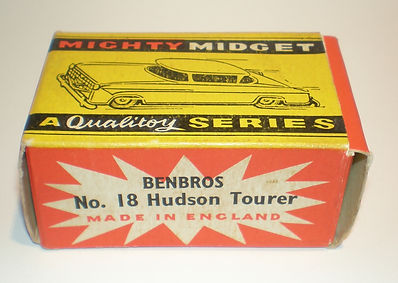 MIGHTY MIDGET
A Qualitoy SERIES
BENBROS
No. 18 Hudson Tourer
MADE IN ENGLAND